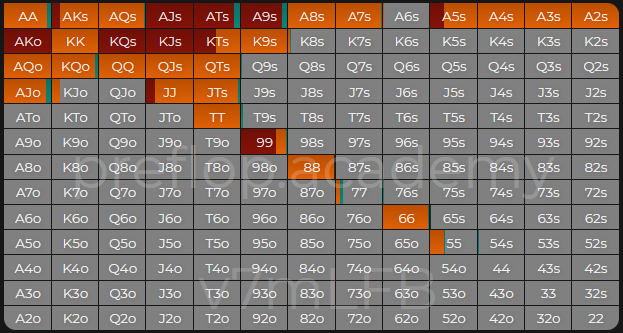 AA AKs AQs AJs ATs A9s A8s A7s A6s A5s A4s A3s A2s
AKo KK KQs KJs KTs K9s K8s K7s K6s K5s K4s K3s K2s
AQo KQo QQ QJs QTs Q9s Q8s Q7s Q6s Q5s Q4s Q3s Q2s
AJo KJo QJo JJ JTs J9s J8s J7s J6s J5s J4s J3s J2s
ATo KTo QTo JTo TT T9s T8s T7s T6s T5s T4s T3s T2s
A9o K9o Q9o J9o T9o 99 98s 97s 96s 95s 94s 93s 92s
A8o K8o Q8o J8o T8o 98o 88 87s 86s 85s 84s 83s 82s
preflop.academy
A7o K7o Q7o J7o T7o 97o 87o 77 76s 75s 74s 73s 72s
A6o K6o Q6o J6o T6o 96o 86o 76o 66 65s 64s 63s 62s
A5o K5o Q5o J5o T5o 95o 85o 75o 65o 55 54s 53s 52s
A4o K4o Q4o J4o T4o 94o 84o 74o 64o 54o 44 43s 42s
v7mLFB
A3o K3o Q3o J3o T3o 93o 83o 73o 63o 53o 43o 33 32s
A2o K2o Q2o J2o T2o 92o 82o 72o 62o 52o 42o 32o 22